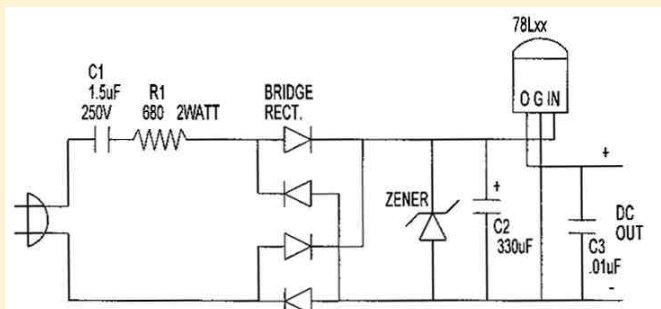 78Lxx
C1
1.5uF
250V
R1
680 2WATT
BRIDGE
RECT.
O G IN
+
ZENER
+
C2
330uF
C3
.01uF
DC
OUT
-